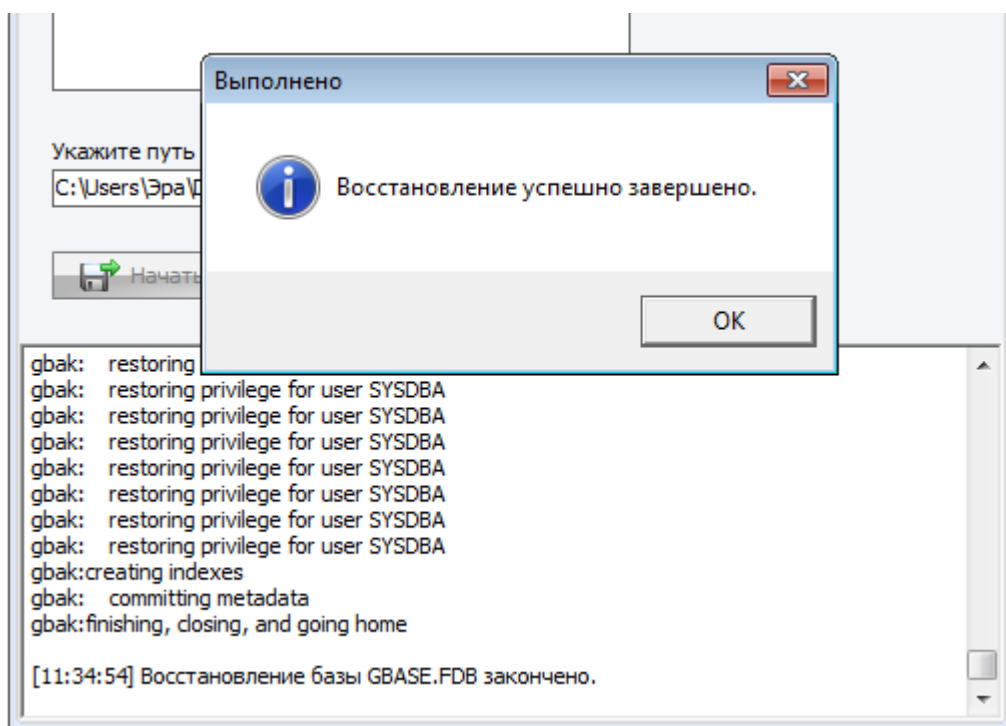 Выполнено
Укажите путь
C:\Users\Эра\
Восстановление успешно завершено.
Начать
OK
gbak:   restoring
gbak:   restoring privilege for user SYSDBA
gbak:   restoring privilege for user SYSDBA
gbak:   restoring privilege for user SYSDBA
gbak:   restoring privilege for user SYSDBA
gbak:   restoring privilege for user SYSDBA
gbak:   restoring privilege for user SYSDBA
gbak:   restoring privilege for user SYSDBA
gbak:creating indexes
gbak:   committing metadata
gbak:finishing, closing, and going home
[11:34:54] Восстановление базы GBASE.FDB закончено.